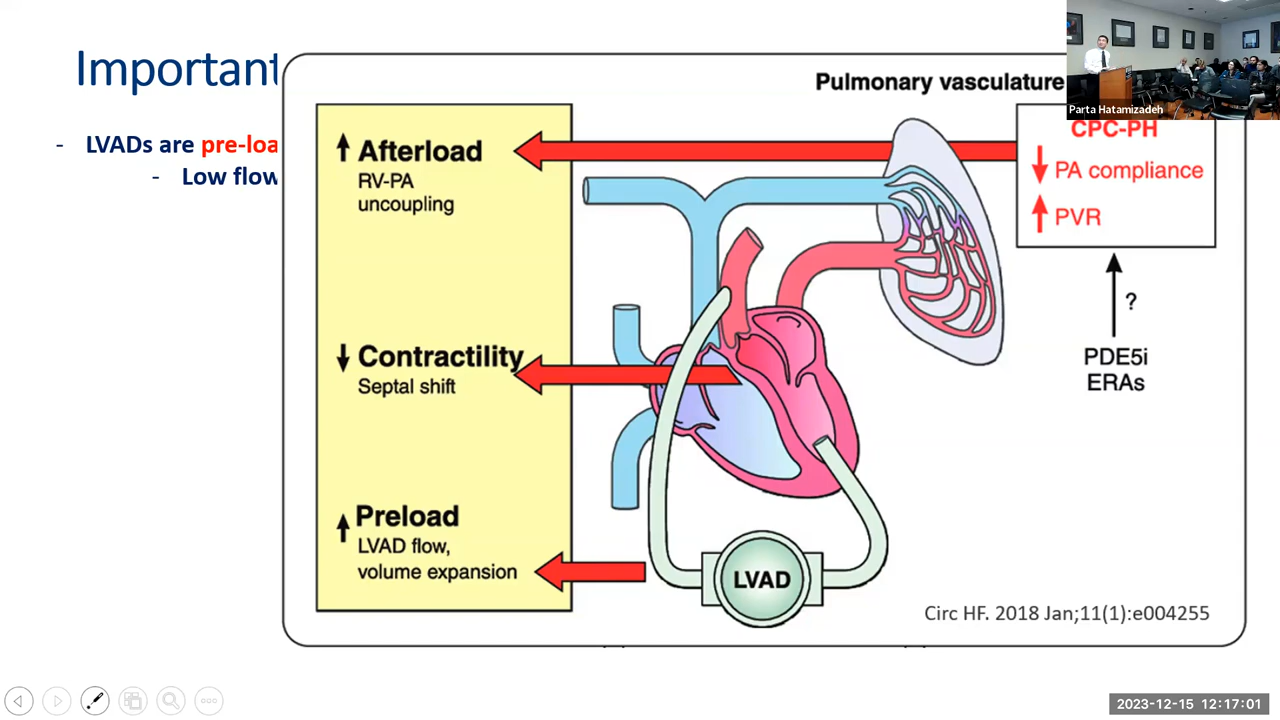 Important
- LVADs are pre-loa
- Low flow
Pulmonary vasculature
Parta Hatamizadeh
CPC-PH
↓ PA compliance
↑ PVR
?
PDE5i
ERAs
↑ Afterload
RV-PA
uncoupling
↓ Contractility
Septal shift
↑ Preload
LVAD flow,
volume expansion
LVAD
Circ HF. 2018 Jan;11(1):e004255
2023-12-15 12:17:01